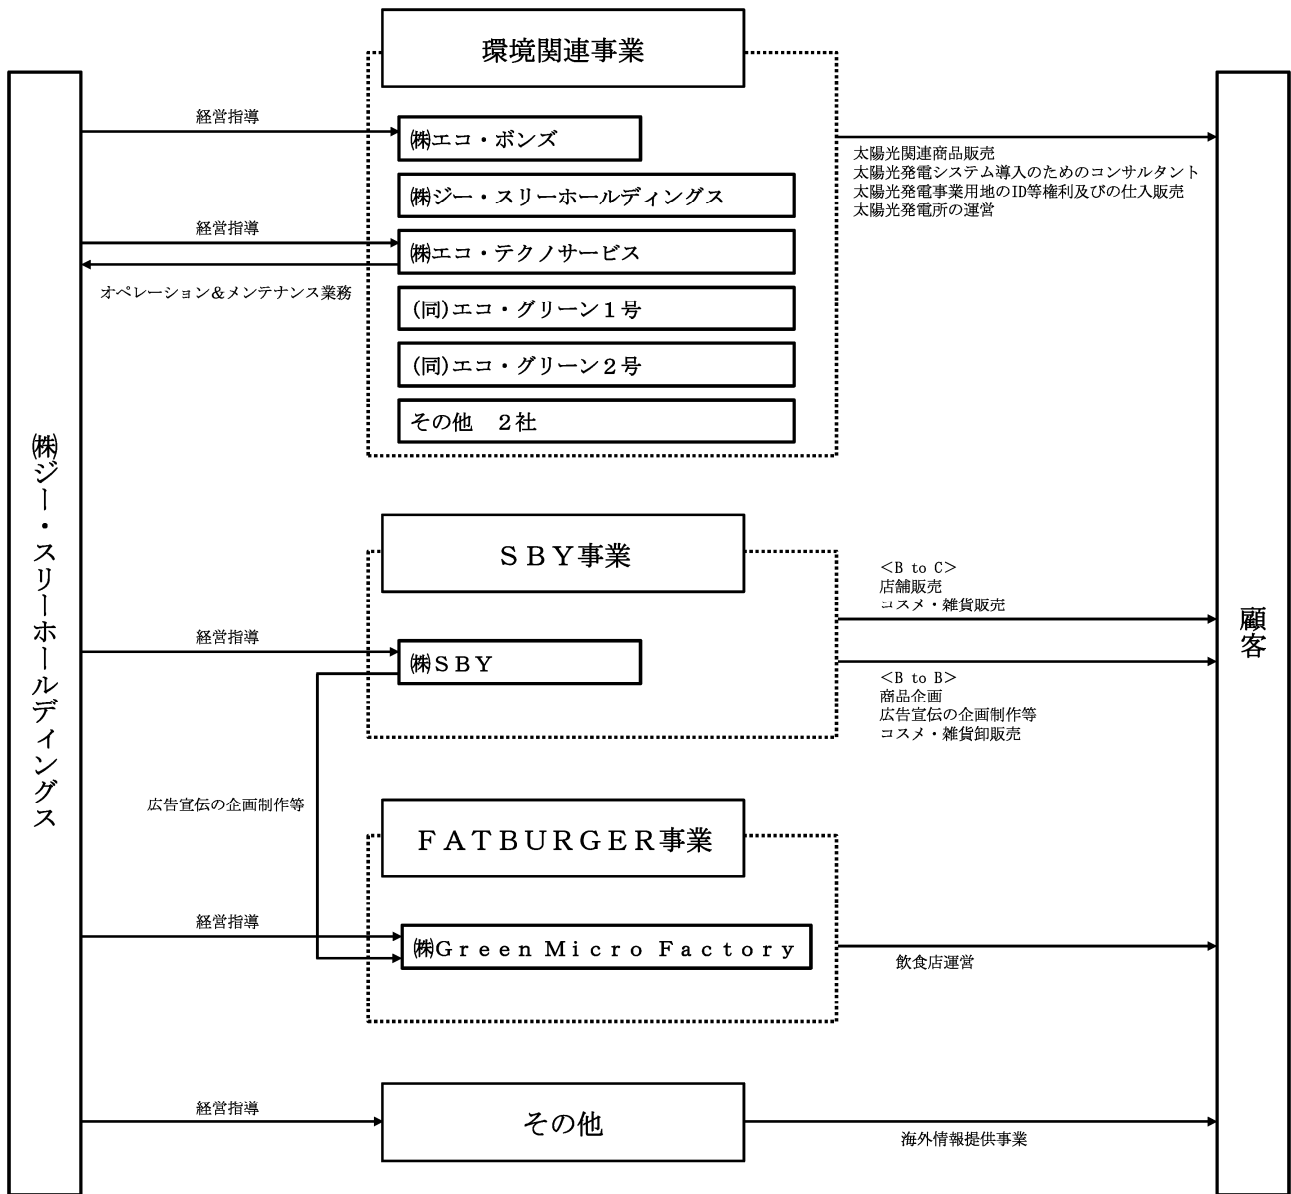 ㈱ジー・スリーホールディングス
環境関連事業
経営指導
㈱エコ・ボンズ
㈱ジー・スリーホールディングス
経営指導
㈱エコ・テクノサービス
オペレーション＆メンテナンス業務
(同)エコ・グリーン１号
(同)エコ・グリーン２号
その他　２社
太陽光関連商品販売
太陽光発電システム導入のためのコンサルタント
太陽光発電事業用地のID等権利及びの仕入販売
太陽光発電所の運営
ＳＢＹ事業
経営指導
㈱ＳＢＹ
＜B to C＞
店舗販売
コスメ・雑貨販売
＜B to B＞
商品企画
広告宣伝の企画制作等
コスメ・雑貨卸販売
広告宣伝の企画制作等
ＦＡＴＢＵＲＧＥＲ事業
経営指導
㈱Ｇｒｅｅｎ Ｍｉｃｒｏ Ｆａｃｔｏｒｙ
飲食店運営
経営指導
その他
海外情報提供事業
顧客